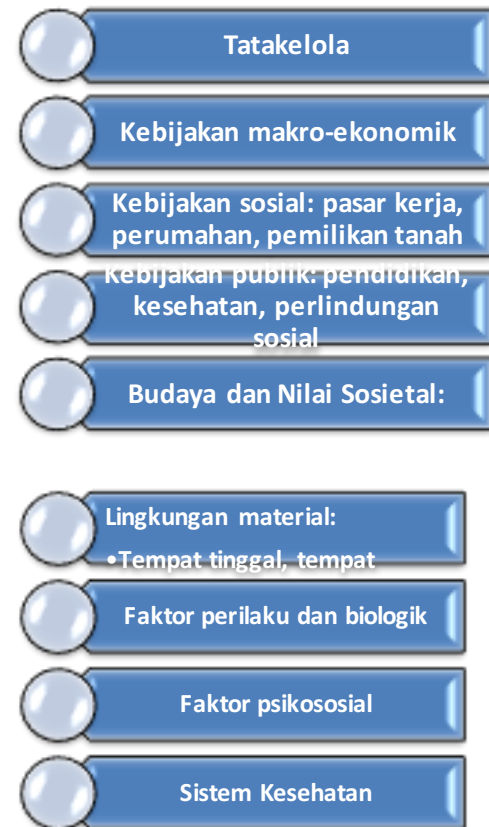 Tatakelola
Kebijakan makro-ekonomik
Kebijakan sosial: pasar kerja,
perumahan, pemilikan tanah
Kebijakan publik: pendidikan,
kesehatan, perlindungan
sosial
Budaya dan Nilai Sosietal:
Lingkungan material:
•Tempat tinggal, tempat
Faktor perilaku dan biologik
Faktor psikososial
Sistem Kesehatan